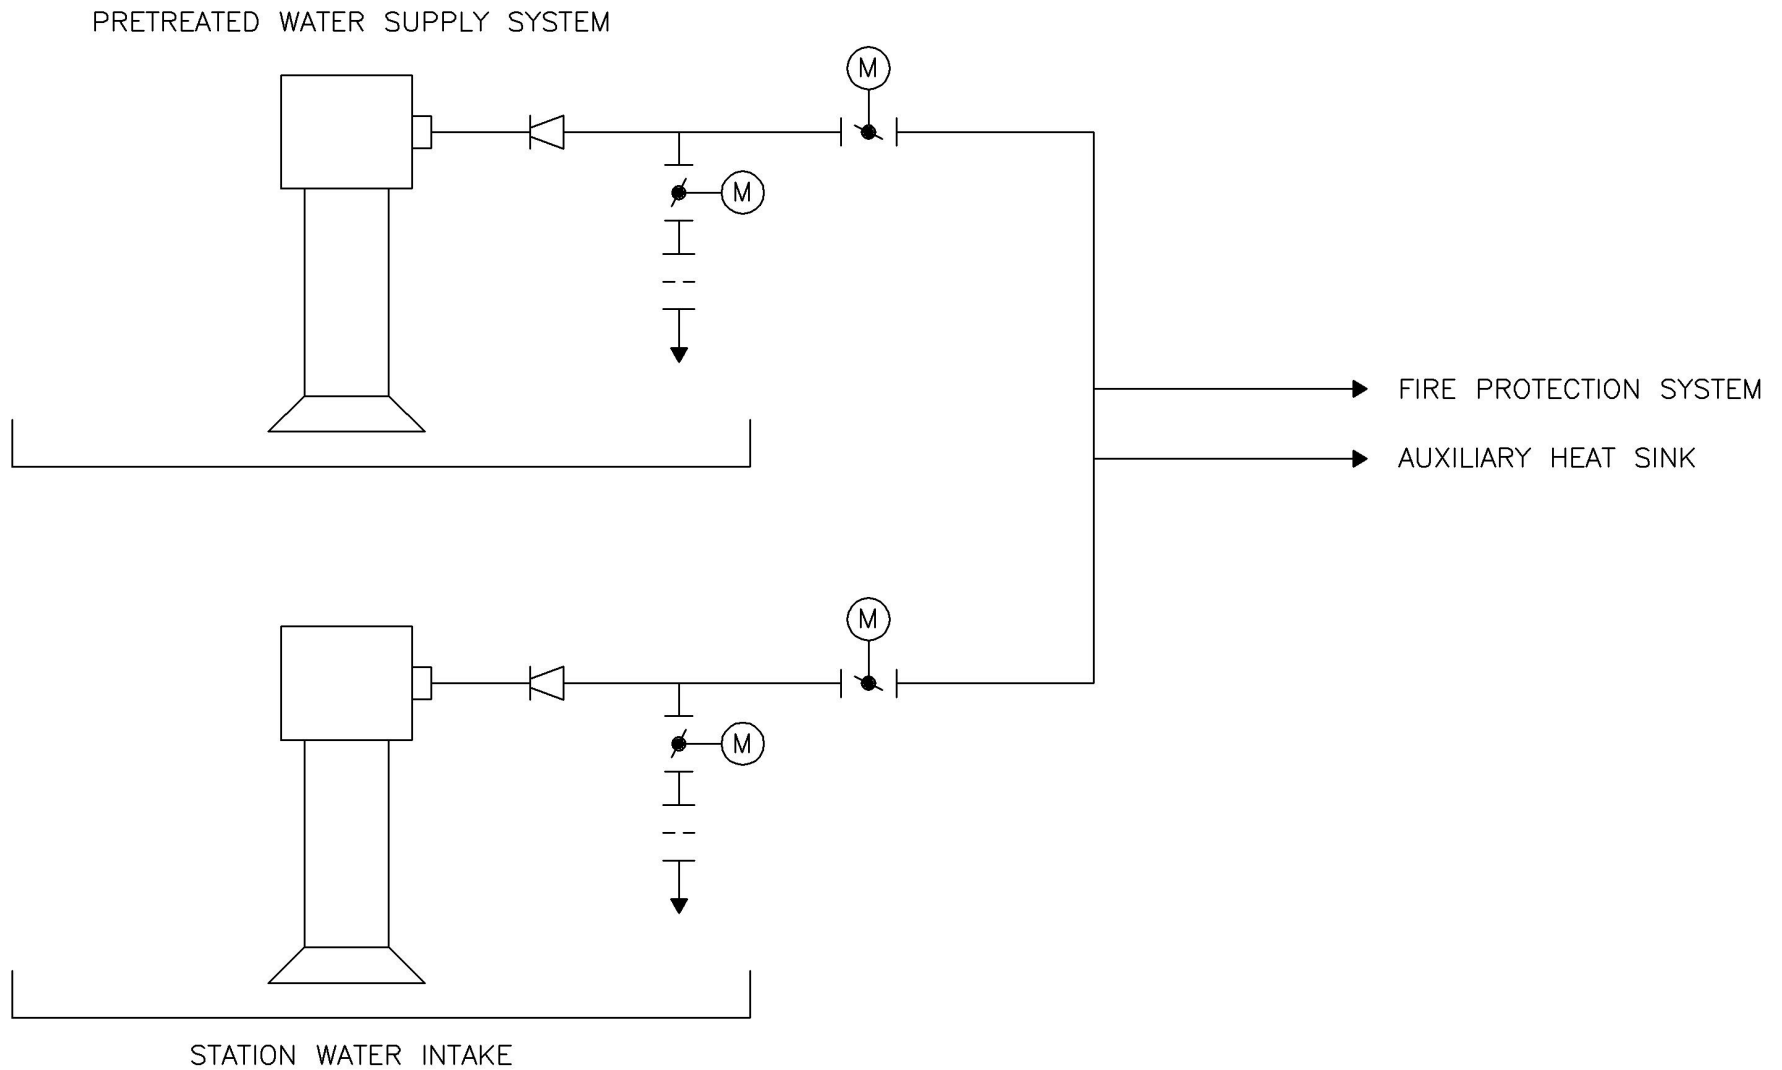 PRETREATED WATER SUPPLY SYSTEM
M
M
FIRE PROTECTION SYSTEM
AUXILIARY HEAT SINK
M
M
STATION WATER INTAKE